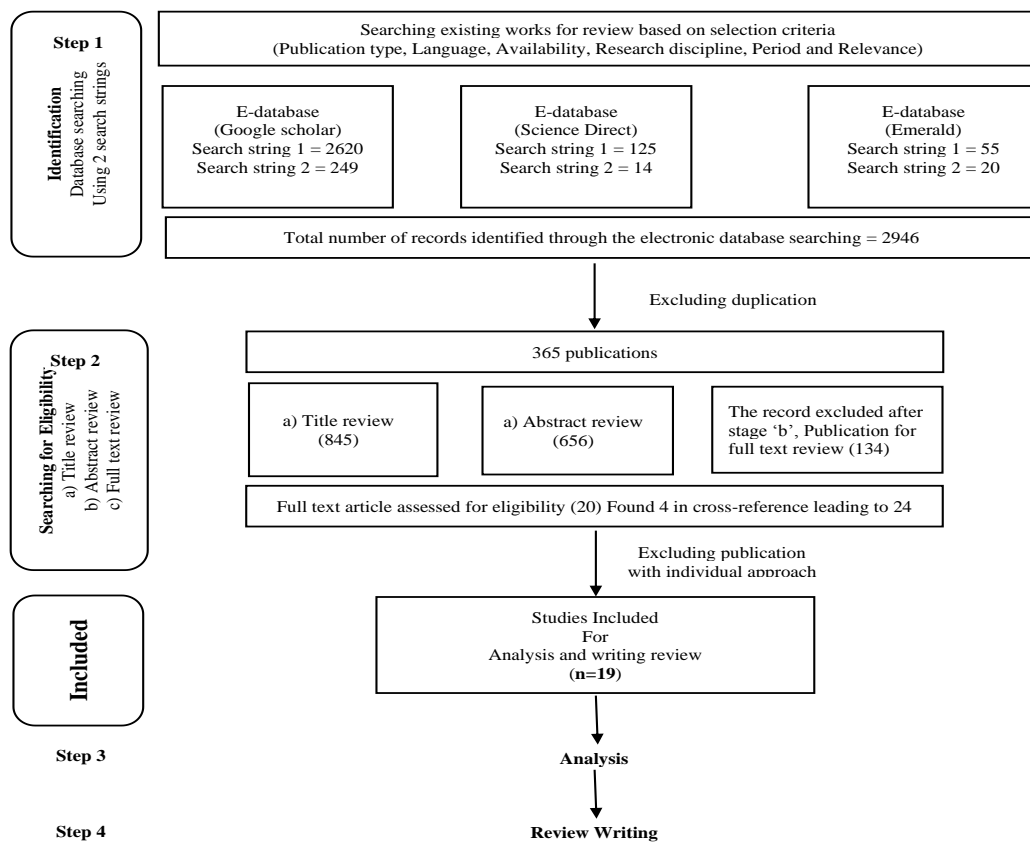 Step 1
Identification
Database searching
Using 2 search strings
Searching existing works for review based on selection criteria
(Publication type, Language, Availability, Research discipline, Period and Relevance)
E-database
(Google scholar)
Search string 1 = 2620
Search string 2 = 249
E-database
(Science Direct)
Search string 1 = 125
Search string 2 = 14
E-database
(Emerald)
Search string 1 = 55
Search string 2 = 20
Total number of records identified through the electronic database searching = 2946
Excluding duplication
Step 2
Searching for Eligibility
a) Title review
b) Abstract review
c) Full text review
365 publications
a) Title review
(845)
a) Abstract review
(656)
The record excluded after
stage ‘b’, Publication for
full text review (134)
Full text article assessed for eligibility (20) Found 4 in cross-reference leading to 24
Excluding publication
with individual approach
Included
Studies Included
For
Analysis and writing review
(n=19)
Step 3
Analysis
Step 4
Review Writing